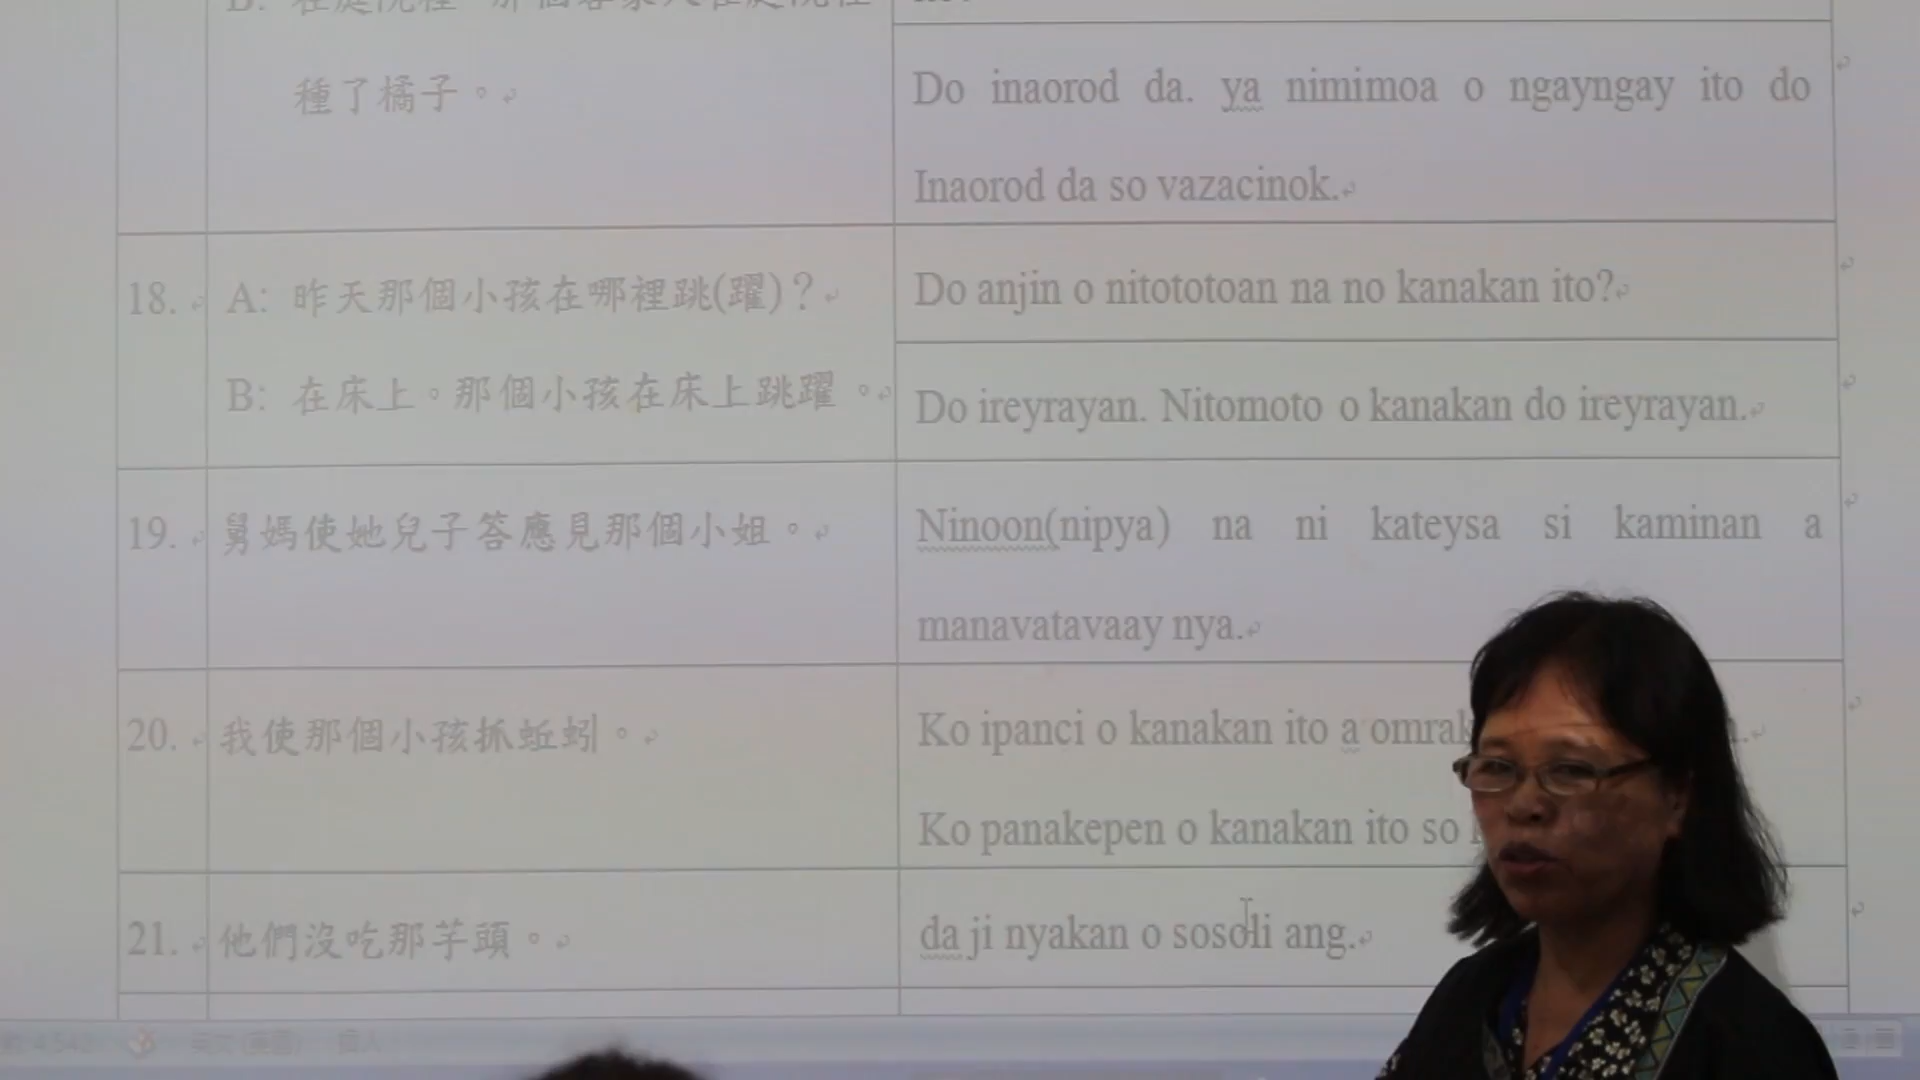 種了橘子。
Do inaorod da. ya nimimoa o ngayngay ito do
Inaorod da so vazacinok.
18. A: 昨天那個小孩在哪裡跳(躍)?
Do anjin o nitototoan na no kanakan ito?
B: 在床上。那個小孩在床上跳躍。
Do ireyrayan. Nitomoto o kanakan do ireyrayan.
19. 舅媽使她兒子答應見那個小姐。
Ninoon(nipya) na ni kateysa si kaminan a
manavatavaay nya.
20. 我使那個小孩抓蚯蚓。
Ko ipanci o kanakan ito a
Ko panakepen o kanakan ito so
21. 他們沒吃那芋頭。
da ji nyakan o sosoli ang.